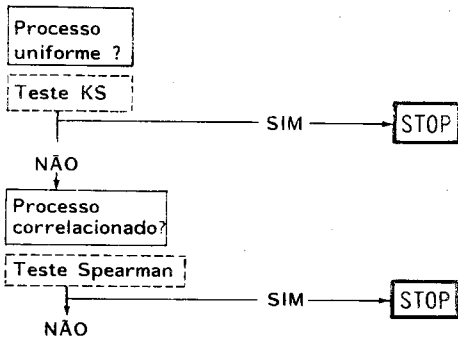 Processo
uniforme ?
Teste KS
SIM
STOP
NÃO
Processo
correlacionado?
Teste Spearman
SIM
STOP
NÃO